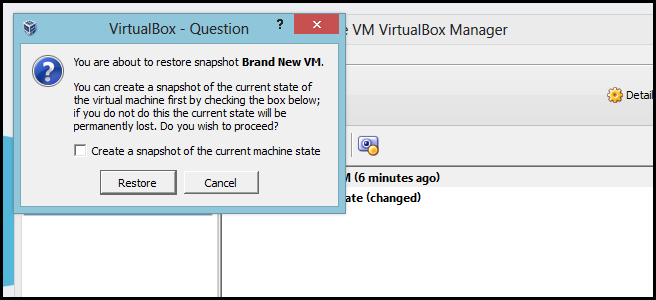 VirtualBox - Question
?
x
e VM VirtualBox Manager
You are about to restore snapshot Brand New VM.
You can create a snapshot of the current state of
the virtual machine first by checking the box below;
if you do not do this the current state will be
permanently lost. Do you wish to proceed?
Create a snapshot of the current machine state
Restore
Cancel
Detail
M (6 minutes ago)
ate (changed)